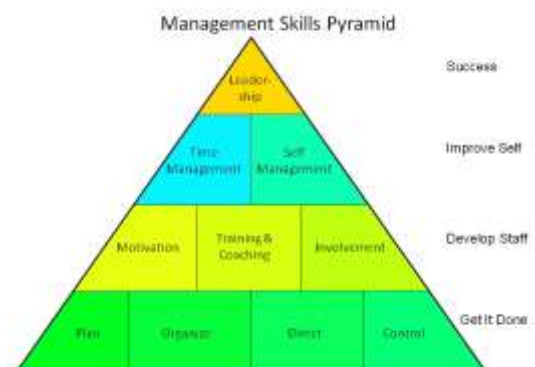 Management Skills Pyramid
Leader-
ship
Success
Time
Management
Self
Management
Improve Self
Motivation
Training &
Coaching
Involvement
Develop Staff
Plan
Organize
Direct
Control
Get It Done